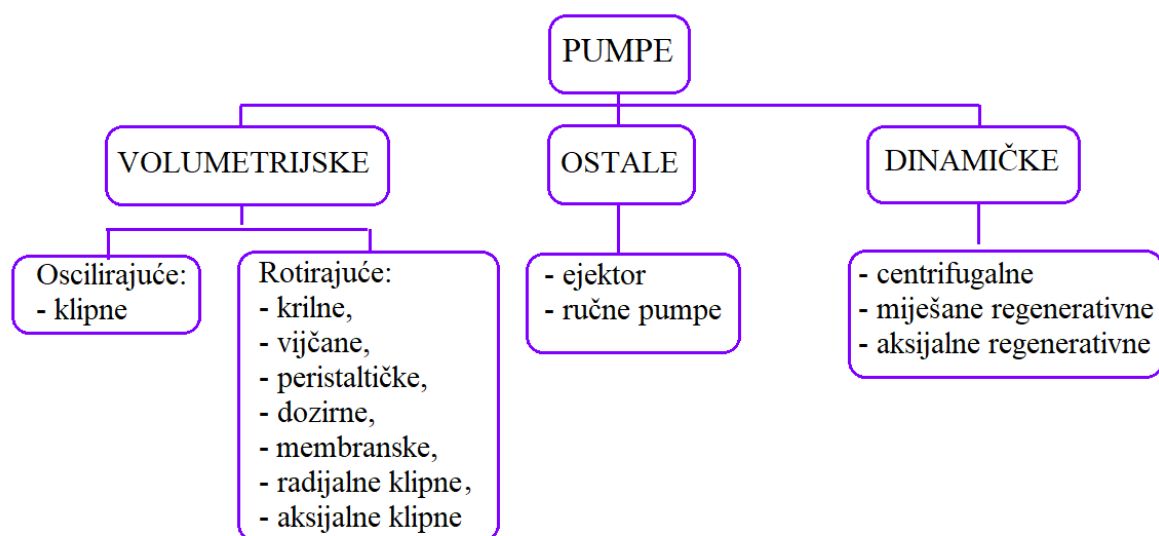 PUMPE
VOLUMETRIJSKE
OSTALE
DINAMIČKE
Oscilirajuće:
- klipne
Rotirajuće:
- krilne,
- vijčane,
- peristaltičke,
- dozirne,
- membranske,
- radijalne klipne,
- aksijalne klipne
- ejektor
- ručne pumpe
- centrifugalne
- miješane regenerativne
- aksijalne regenerativne